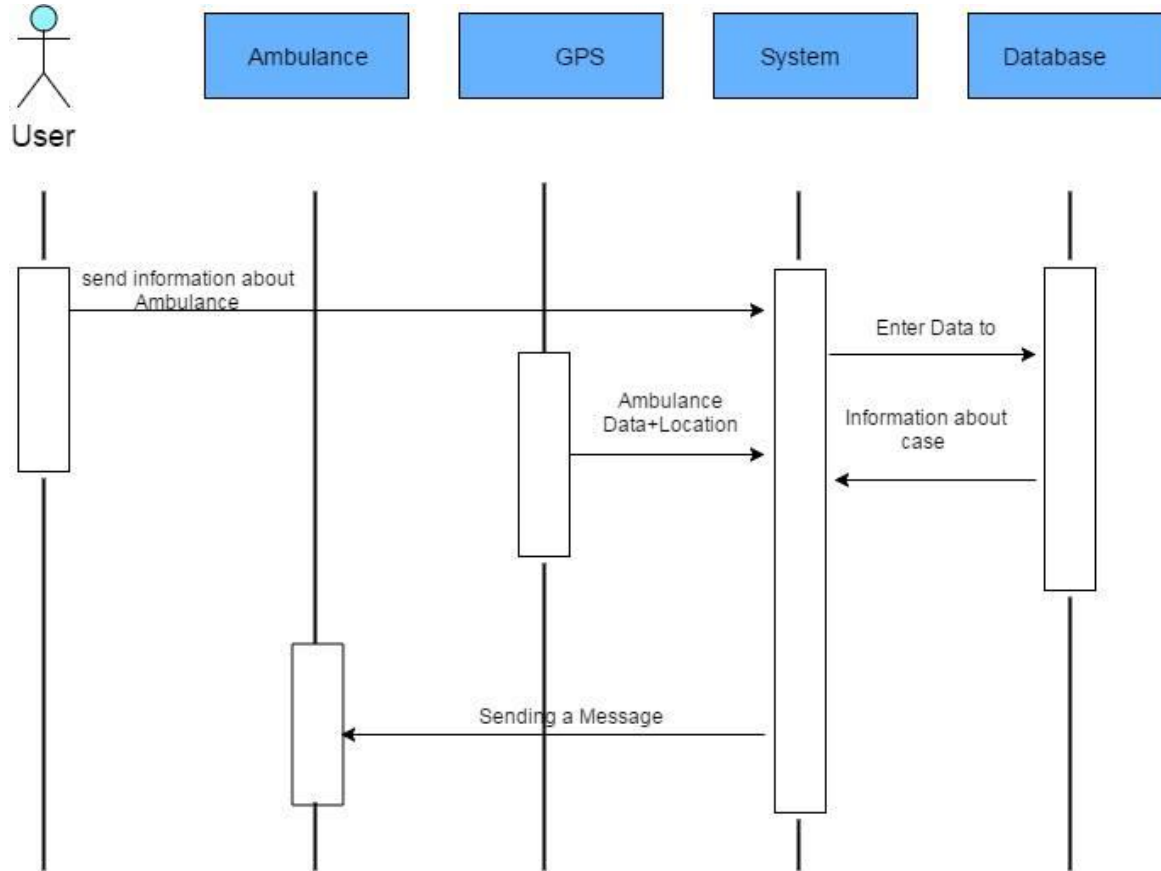 User
Ambulance
GPS
System
Database
send information about
Ambulance
Enter Data to
Ambulance
Data+Location
Information about
case
Sending a Message